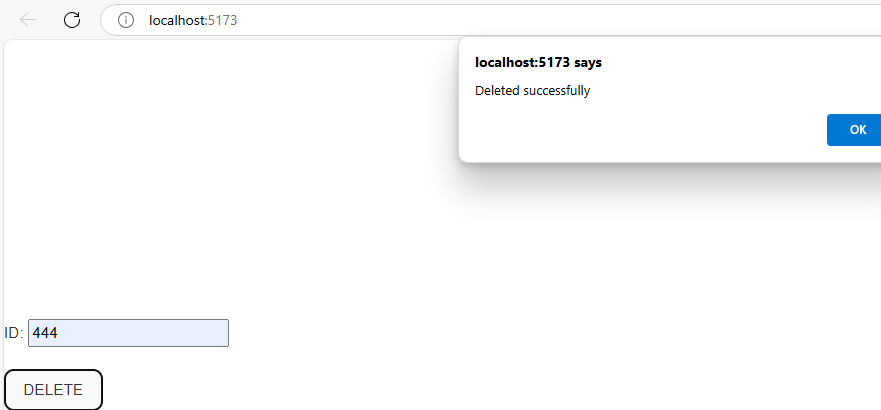 localhost:5173
localhost:5173 says
Deleted successfully
OK
ID: 444
DELETE